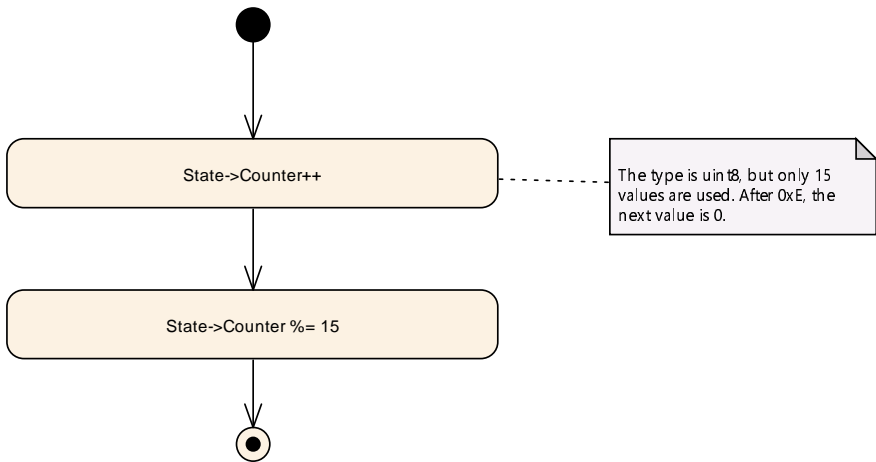 State->Counter++
The type is uint8, but only 15
values are used. After 0xE, the
next value is 0.
State->Counter %= 15